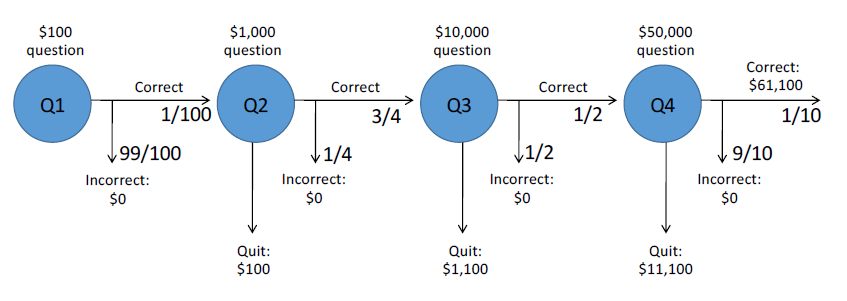 $100
question
$1,000
question
$10,000
question
$50,000
question
Q1
Correct
1/100
99/100
Incorrect:
$0
Q2
Correct
3/4
1/4
Incorrect:
$0
Quit:
$100
Q3
Correct
1/2
1/2
Incorrect:
$0
Quit:
$1,100
Q4
Correct:
$61,100
1/10
9/10
Incorrect:
$0
Quit:
$11,100